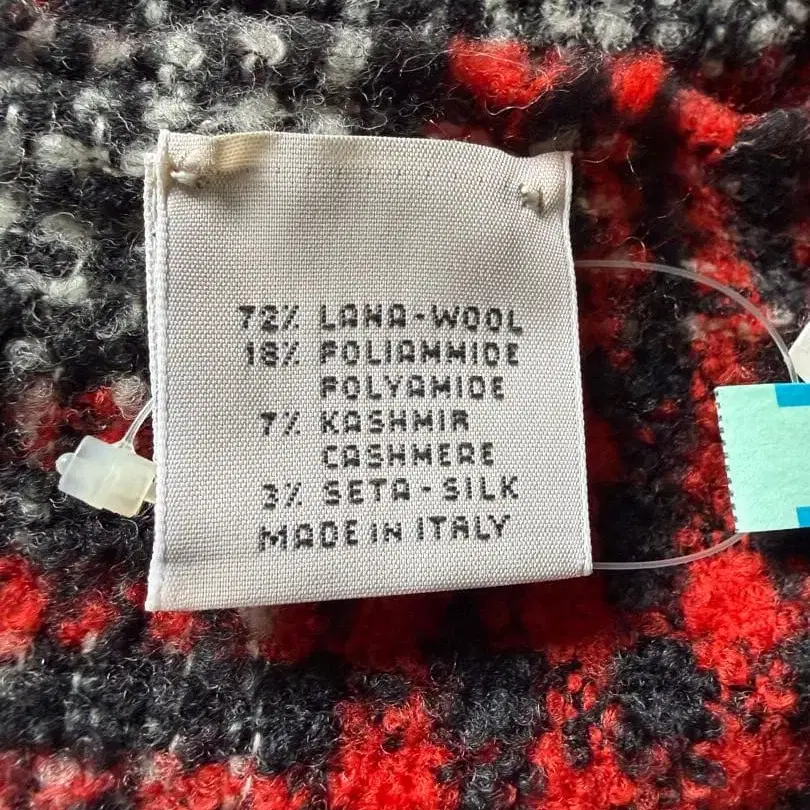 72% LANA-WOOL
18% POLIAMMIDE
POLYAMIDE
7% KASHMIR
CASHMERE
3% SETA-SILK
MADE IN ITALY